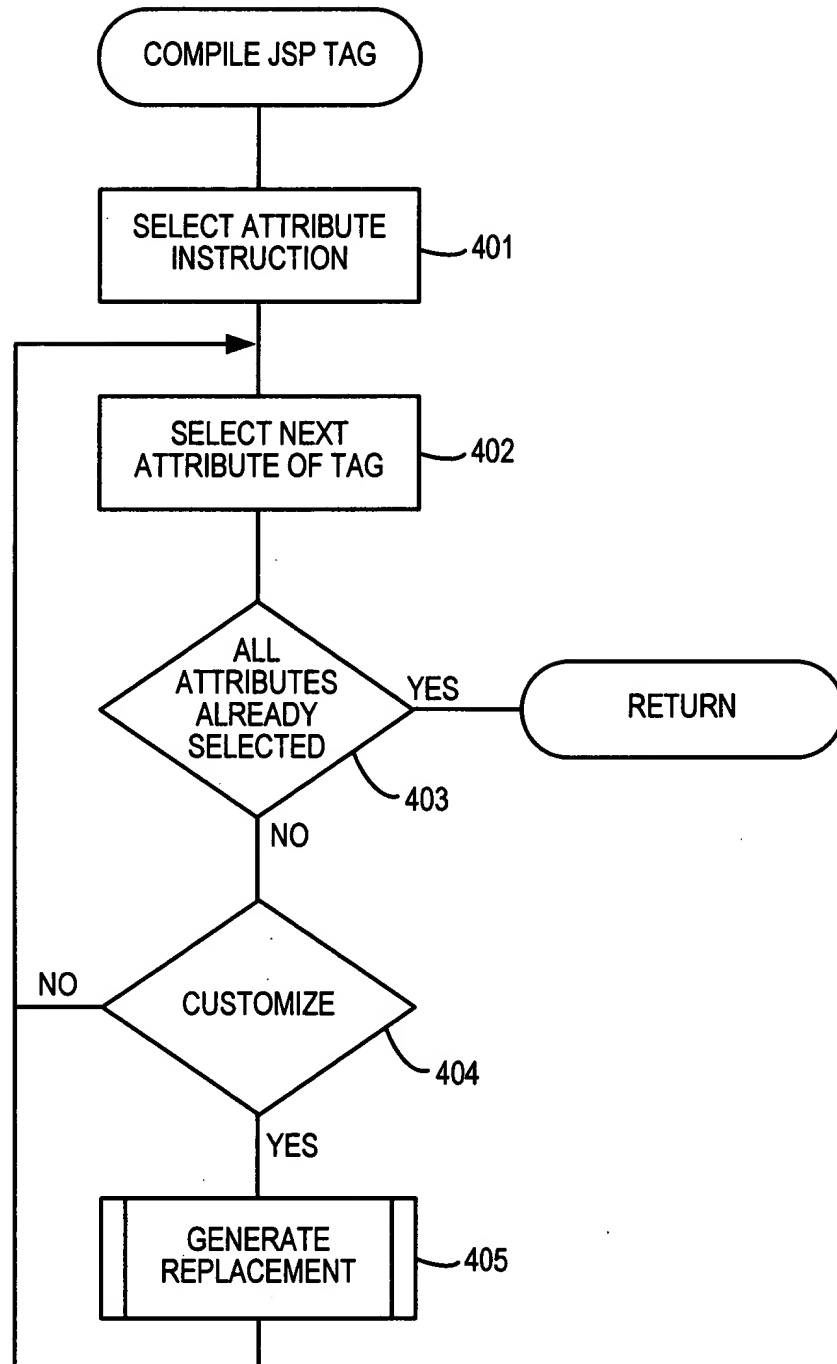 COMPILE JSP TAG
SELECT ATTRIBUTE
INSTRUCTION
401
SELECT NEXT
ATTRIBUTE OF TAG
402
ALL
ATTRIBUTES
ALREADY
SELECTED
YES
RETURN
403
NO
NO
CUSTOMIZE
404
YES
GENERATE
REPLACEMENT
405